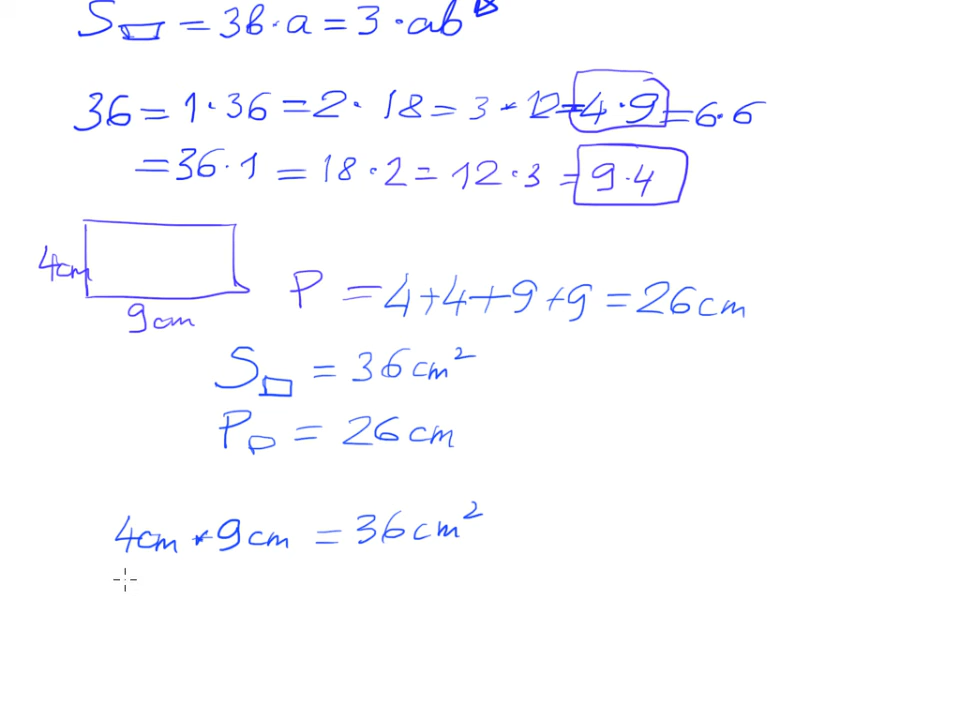 S▭ = 3b·a = 3·ab
36 = 1·36 = 2·18 = 3·12 = 4·9 = 6·6
= 36·1 = 18·2 = 12·3 = 9·4
4cm
9cm
P = 4+4+9+9 = 26cm
S▭ = 36cm²
P▭ = 26cm
4cm * 9cm = 36cm²